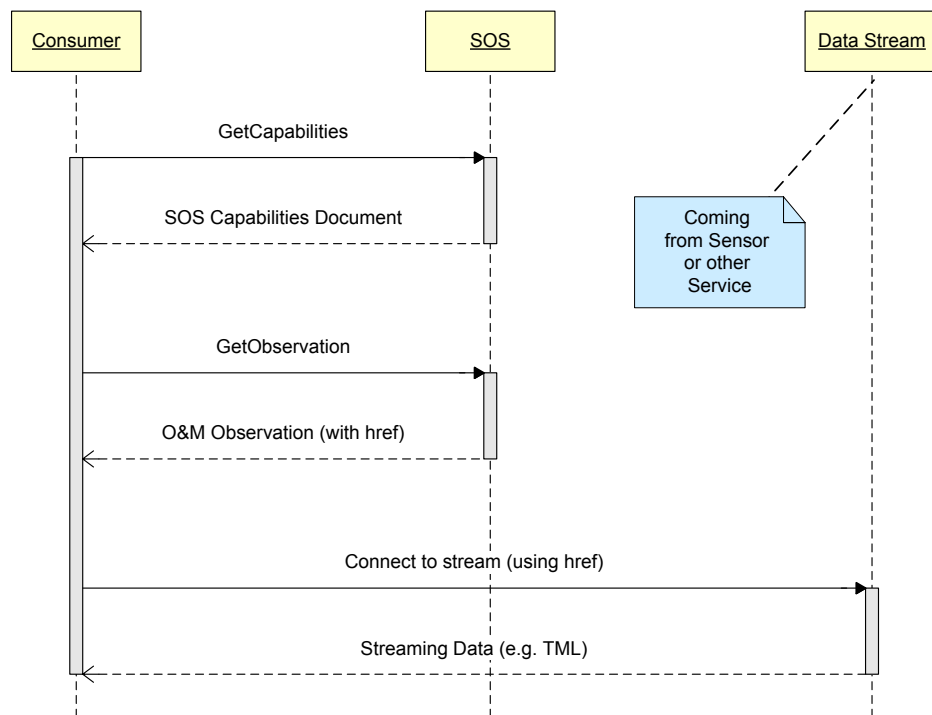 Consumer
SOS
Data Stream
GetCapabilities
SOS Capabilities Document
Coming
from Sensor
or other
Service
GetObservation
O&M Observation (with href)
Connect to stream (using href)
Streaming Data (e.g. TML)